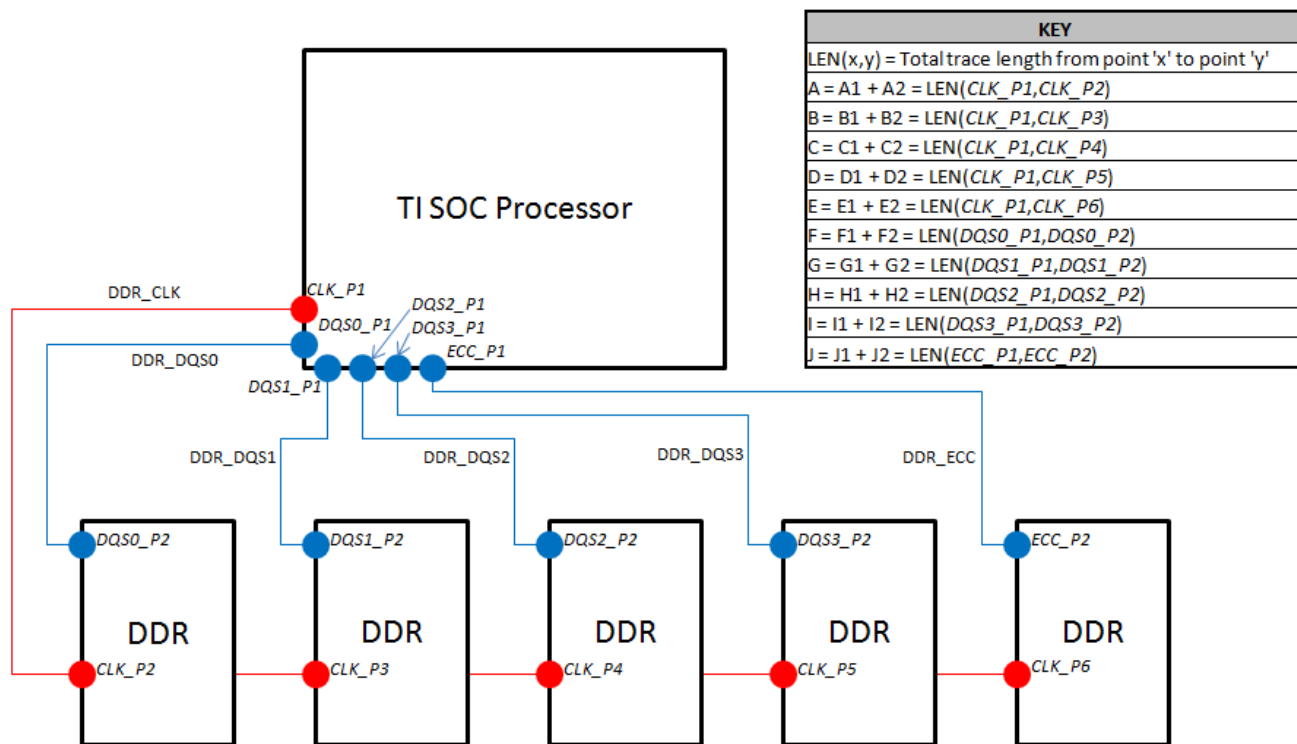 KEY
LEN(x,y) = Total trace length from point 'x' to point 'y'
A = A1 + A2 = LEN(CLK_P1,CLK_P2)
B = B1 + B2 = LEN(CLK_P1,CLK_P3)
C = C1 + C2 = LEN(CLK_P1,CLK_P4)
D = D1 + D2 = LEN(CLK_P1,CLK_P5)
E = E1 + E2 = LEN(CLK_P1,CLK_P6)
F = F1 + F2 = LEN(DQS0_P1,DQS0_P2)
G = G1 + G2 = LEN(DQS1_P1,DQS1_P2)
H = H1 + H2 = LEN(DQS2_P1,DQS2_P2)
I = I1 + I2 = LEN(DQS3_P1,DQS3_P2)
J = J1 + J2 = LEN(ECC_P1,ECC_P2)
TI SOC Processor
DDR_CLK
CLK_P1
DQS2_P1
DQS0_P1
DQS3_P1
ECC_P1
DDR_DQS0
DQS1_P1
DDR_DQS1
DDR_DQS2
DDR_DQS3
DDR_ECC
DQS0_P2
DQS1_P2
DQS2_P2
DQS3_P2
ECC_P2
DDR
DDR
DDR
DDR
DDR
CLK_P2
CLK_P3
CLK_P4
CLK_P5
CLK_P6